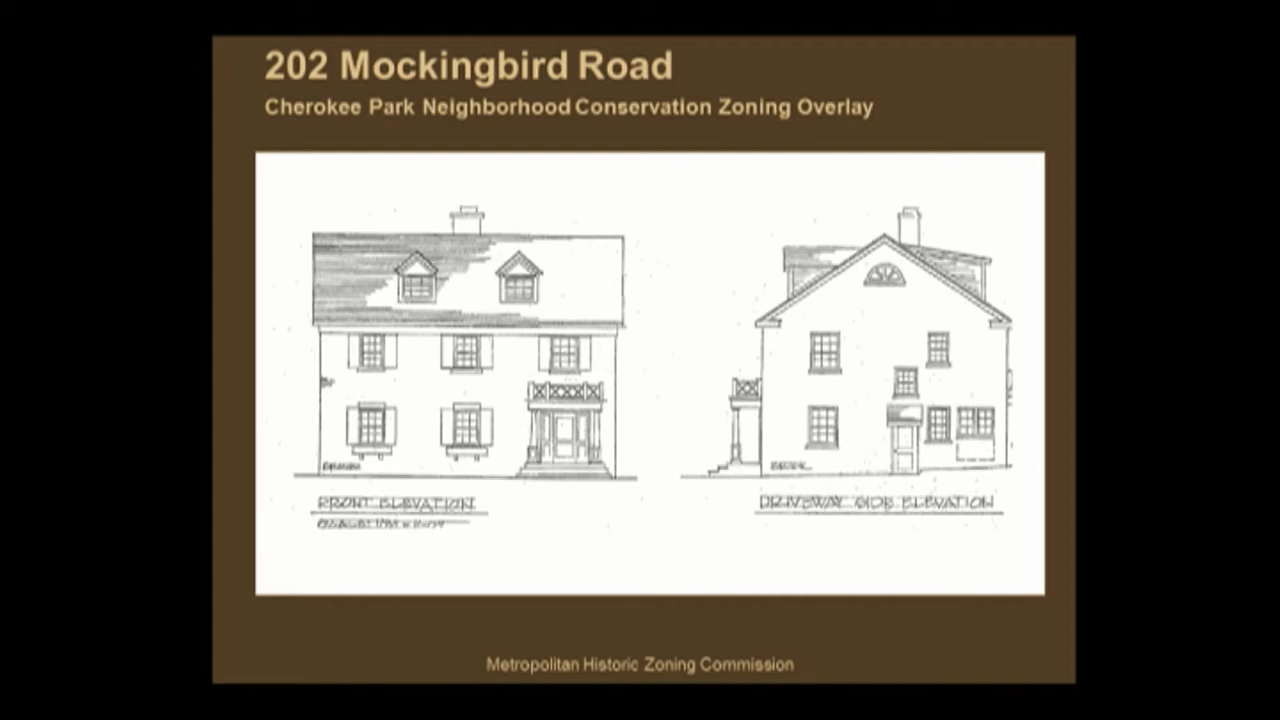 202 Mockingbird Road
Cherokee Park Neighborhood Conservation Zoning Overlay
FRONT ELEVATION
DRIVEWAY SIDE ELEVATION
Metropolitan Historic Zoning Commission